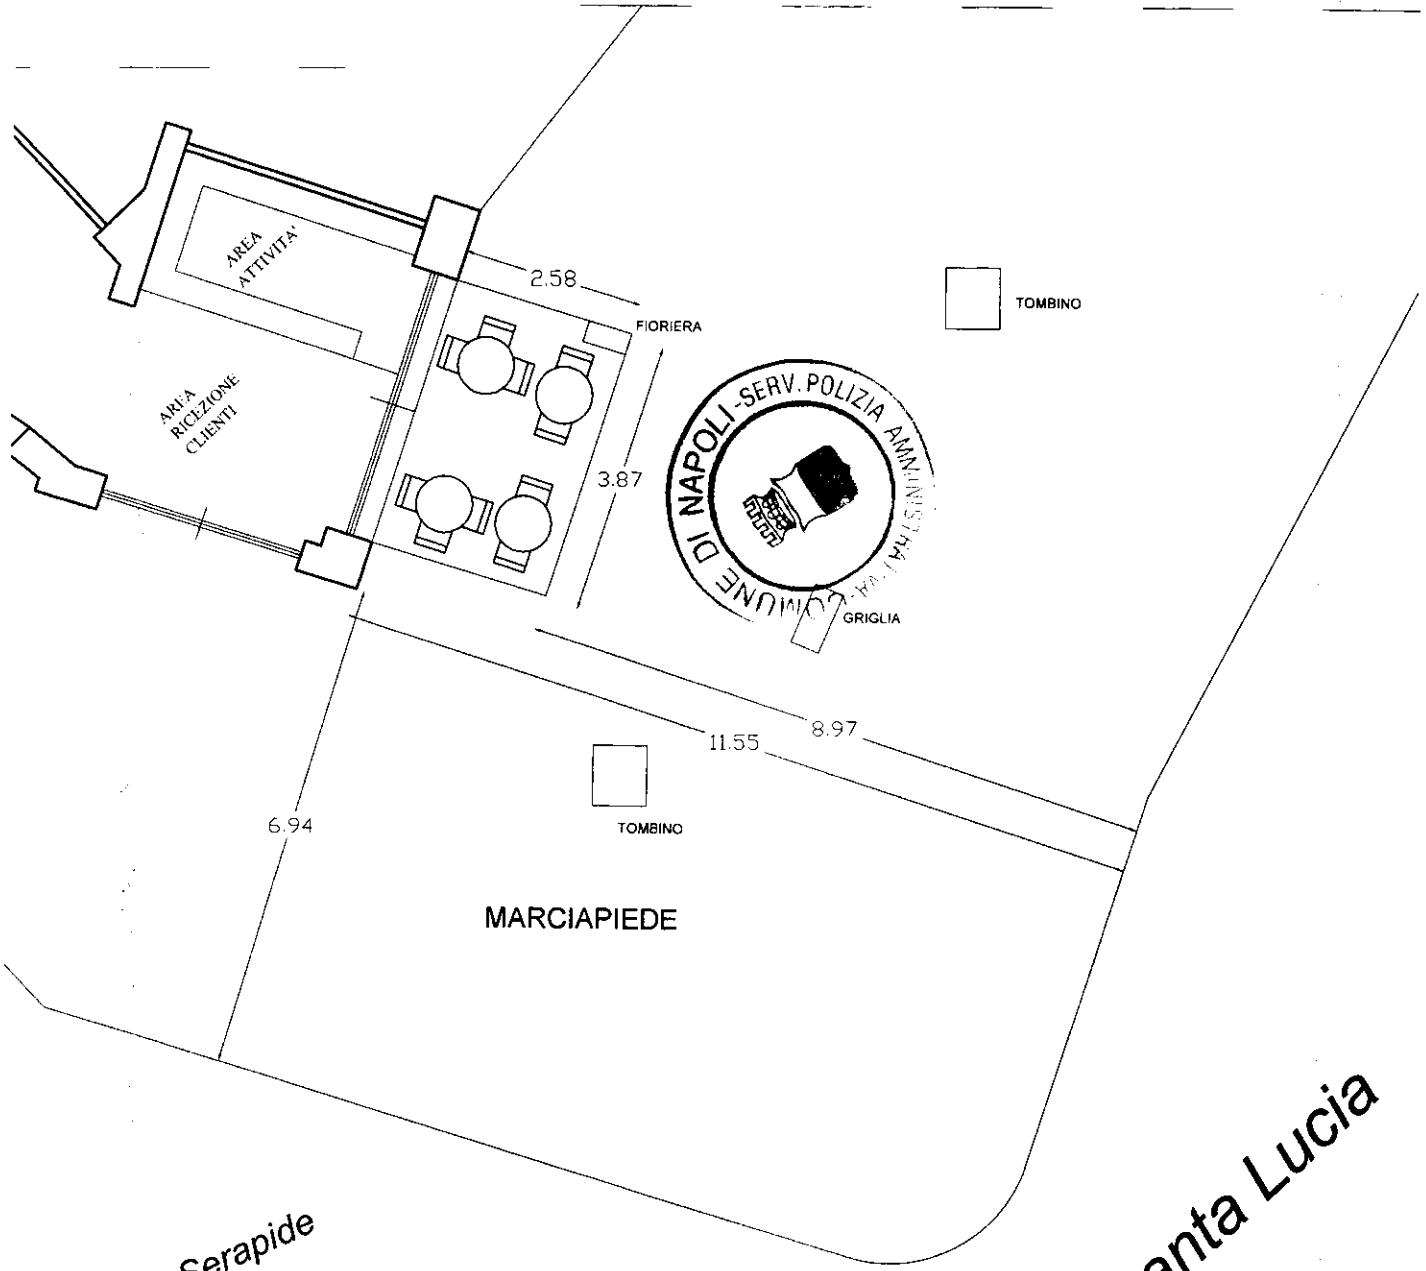 AREA
ATTIVITA'
2.58
FIORIERA
TOMBINO
AREA
RICEZIONE
CLIENTI
3.87
COMUNE DI NAPOLI-SERV. POLIZIA AMMINISTRATIVA-
GRIGLIA
8.97
11.55
6.94
TOMBINO
MARCIAPIEDE
Serapide
anta Lucia